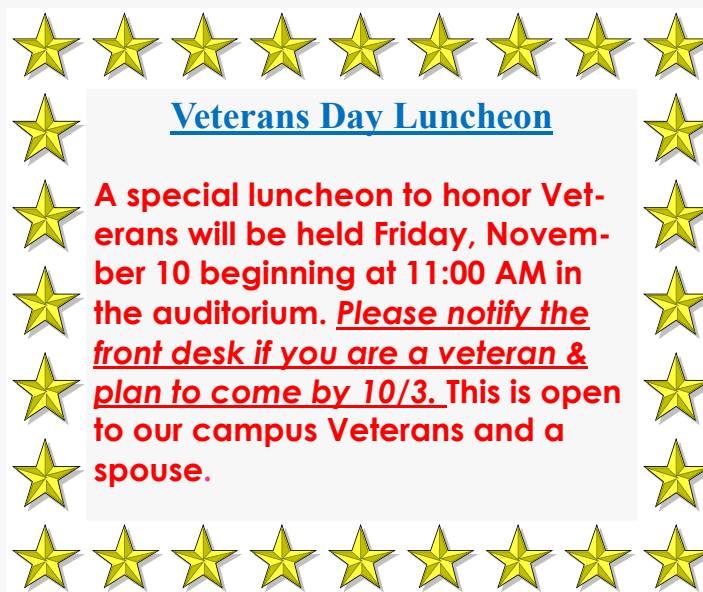 Veterans Day Luncheon
A special luncheon to honor Vet-
erans will be held Friday, Novem-
ber 10 beginning at 11:00 AM in
the auditorium. Please notify the
front desk if you are a veteran &
plan to come by 10/3. This is open
to our campus Veterans and a
spouse.